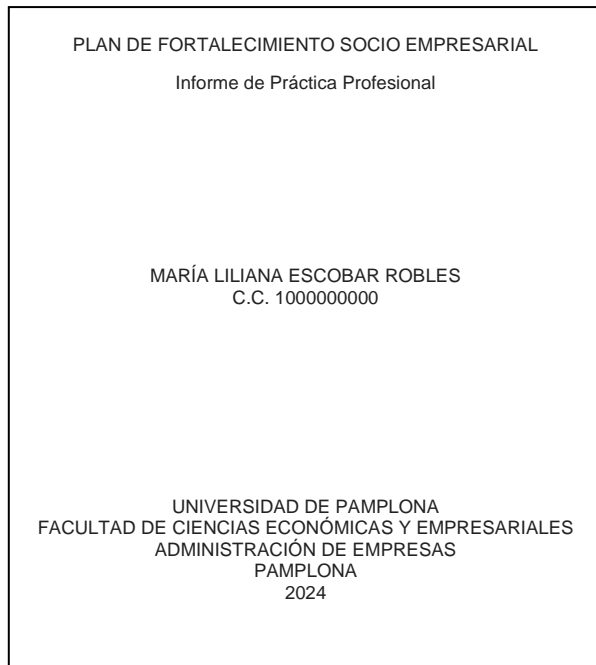 PLAN DE FORTALECIMIENTO SOCIO EMPRESARIAL
Informe de Práctica Profesional
MARÍA LILIANA ESCOBAR ROBLES
C.C. 1000000000
UNIVERSIDAD DE PAMPLONA
FACULTAD DE CIENCIAS ECONÓMICAS Y EMPRESARIALES
ADMINISTRACIÓN DE EMPRESAS
PAMPLONA
2024